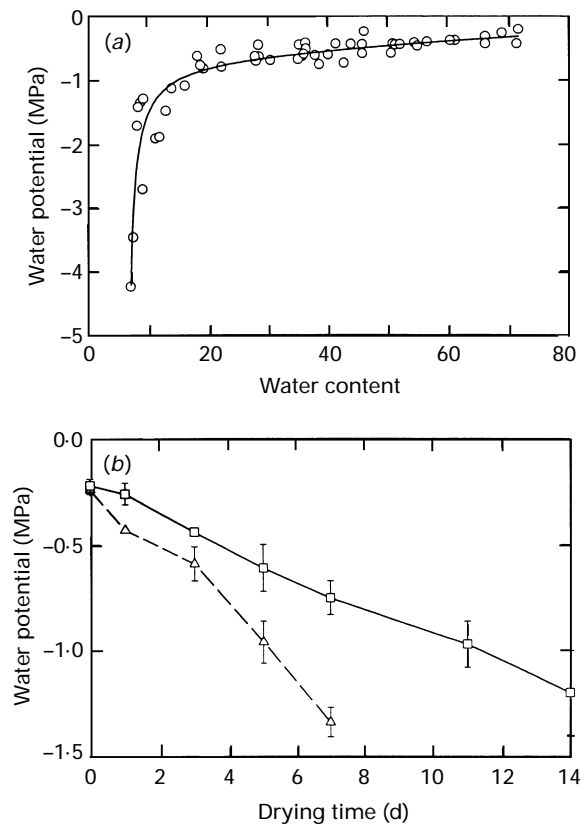 (a)
Water potential (MPa)
0
−1
−2
−3
−4
−5
0 20 40 60 80
Water content
(b)
Water potential (MPa)
0·0
−0.5
−1.0
−1.5
0 2 4 6 8 10 12 14
Drying time (d)